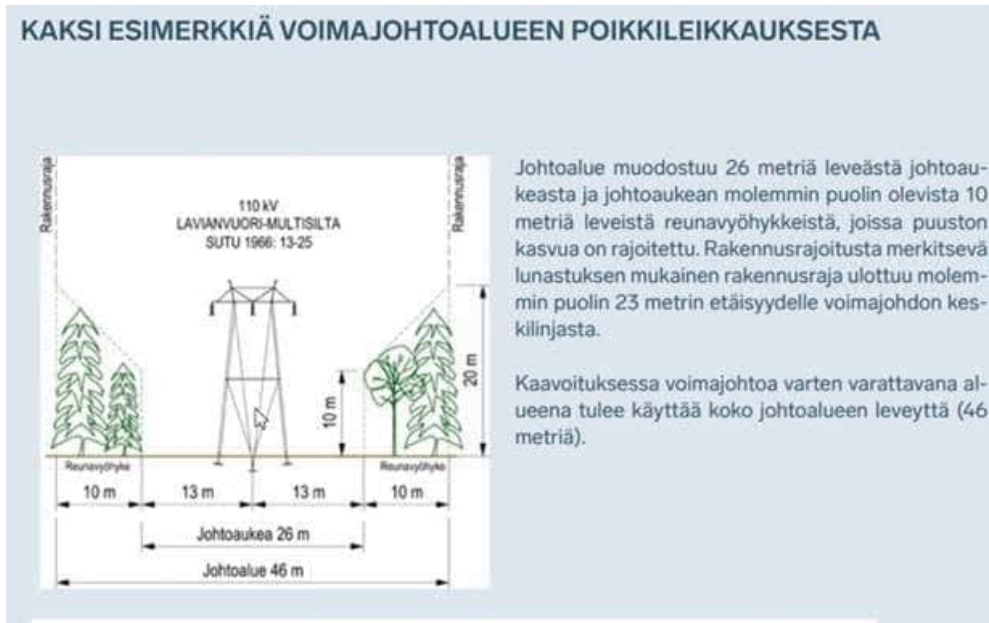 KAKSI ESIMERKKIÄ VOIMAJOHTOALUEEN POIKKILEIKKAUKSESTA
Rakennusraja
Rakennusraja
110 kV
LAVIANVUORI-MULTISILTA
SUTU 1966: 13-25
20 m
10 m
Reunavyöhyke
Reunavyöhyke
10 m
13 m
13 m
10 m
Johtoaukea 26 m
Johtoalue 46 m
Johtoalue muodostuu 26 metriä leveästä johtoau-
keasta ja johtoaukean molemmin puolin olevista 10
metriä leveistä reunavyöhykkeistä, joissa puuston
kasvua on rajoitettu. Rakennusrajoitusta merkitsevä
lunastuksen mukainen rakennusraja ulottuu molem-
min puolin 23 metrin etäisyydelle voimajohdon kes-
kilinjasta.
Kaavoituksessa voimajohtoa varten varattavana al-
ueena tulee käyttää koko johtoalueen leveyttä (46
metriä).